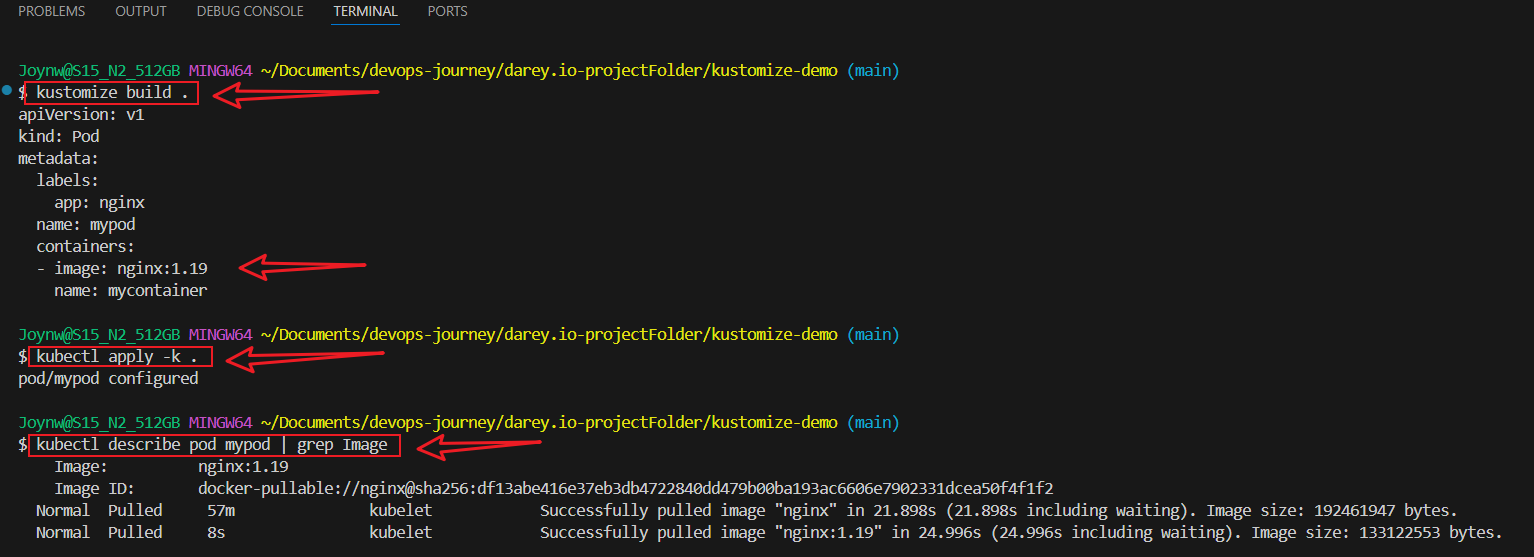 PROBLEMS OUTPUT DEBUG CONSOLE TERMINAL PORTS
Joynw@S15_N2_512GB MINGW64 ~/Documents/devops-journey/darey.io-projectFolder/kustomize-demo (main)
$ kustomize build .
apiVersion: v1
kind: Pod
metadata:
  labels:
    app: nginx
  name: mypod
  containers:
  - image: nginx:1.19
    name: mycontainer
Joynw@S15_N2_512GB MINGW64 ~/Documents/devops-journey/darey.io-projectFolder/kustomize-demo (main)
$ kubectl apply -k .
pod/mypod configured
Joynw@S15_N2_512GB MINGW64 ~/Documents/devops-journey/darey.io-projectFolder/kustomize-demo (main)
$ kubectl describe pod mypod | grep Image
    Image:          nginx:1.19
    Image ID:       docker-pullable://nginx@sha256:df13abe416e37eb3db4722840dd479b00ba193ac6606e7902331dcea50f4f1f2
  Normal  Pulled     57m               kubelet            Successfully pulled image "nginx" in 21.898s (21.898s including waiting). Image size: 192461947 bytes.
  Normal  Pulled     8s                kubelet            Successfully pulled image "nginx:1.19" in 24.996s (24.996s including waiting). Image size: 133122553 bytes.